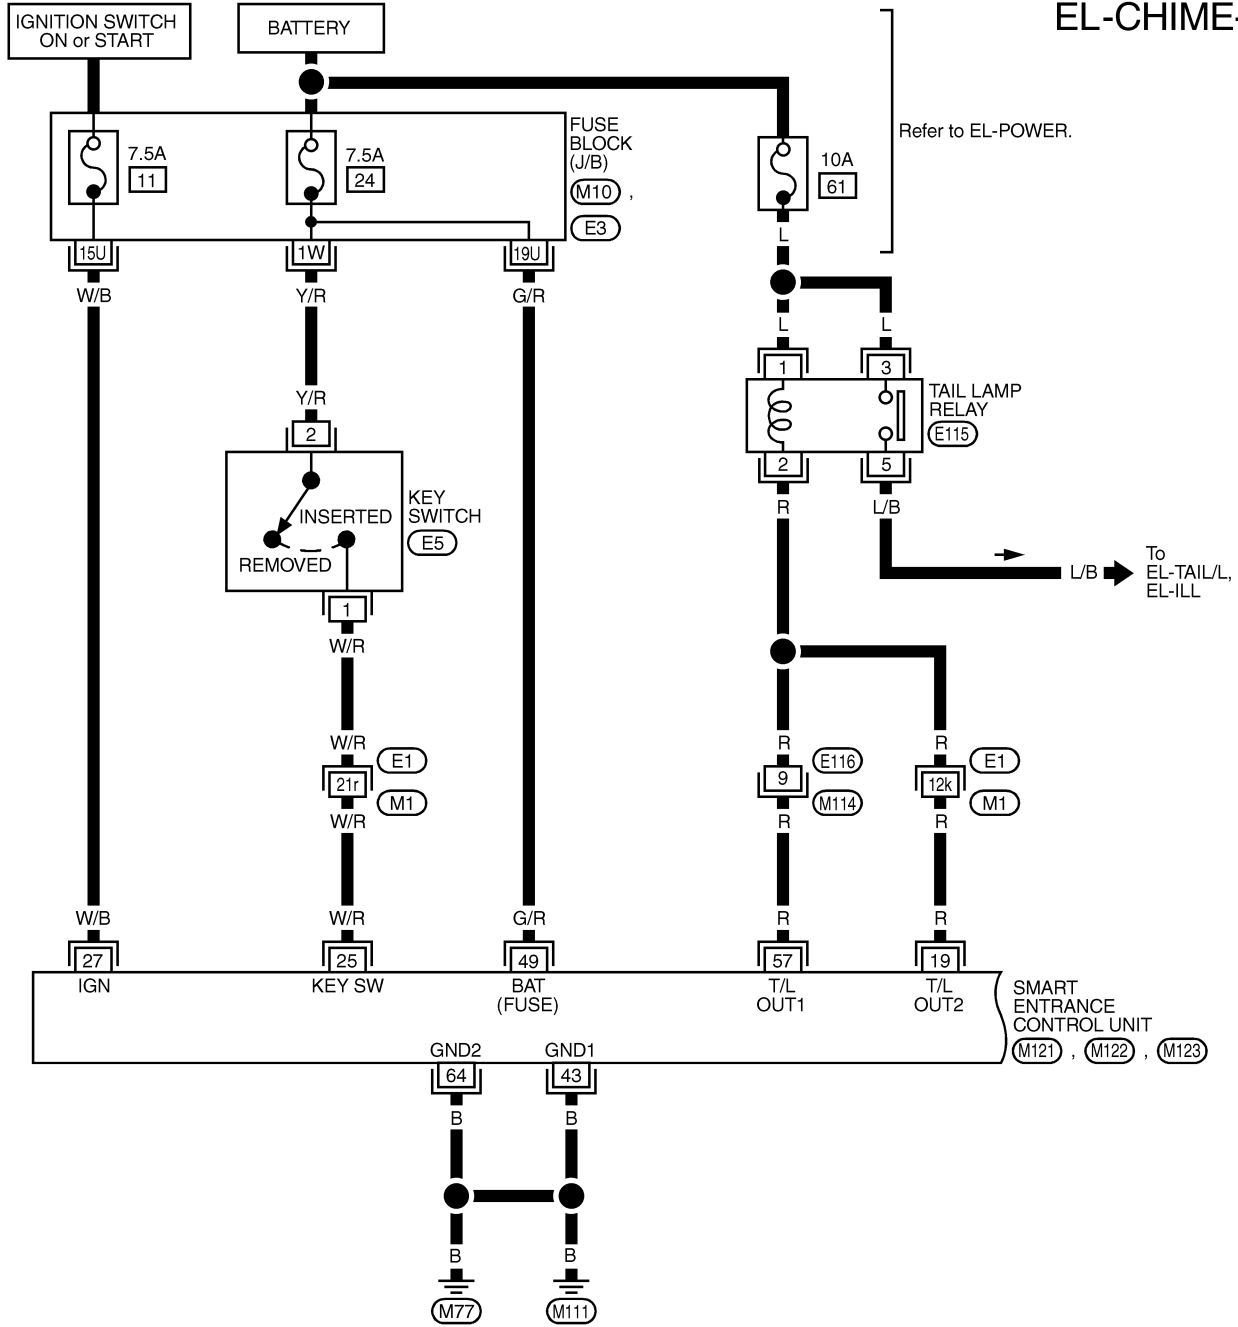 EL-CHIME-
IGNITION SWITCH
ON or START
BATTERY
Refer to EL-POWER.
7.5A
11
7.5A
24
FUSE
BLOCK
(J/B)
M10 ,
E3
10A
61
15U
1W
19U
L
W/B
Y/R
G/R
L
L
Y/R
1
3
TAIL LAMP
RELAY
E115
2
2
5
INSERTED
REMOVED
KEY
SWITCH
E5
R
L/B
L/B
To
EL-TAIL/L,
EL-ILL
1
W/R
W/R
E1
21r
M1
W/R
R
E116
9
M114
R
R
E1
12k
M1
R
W/B
W/R
G/R
R
R
27
25
49
57
19
IGN
KEY SW
BAT
(FUSE)
T/L
OUT1
T/L
OUT2
SMART
ENTRANCE
CONTROL UNIT
M121 , M122 , M123
GND2
GND1
64
43
B
B
B
B
M77
M111